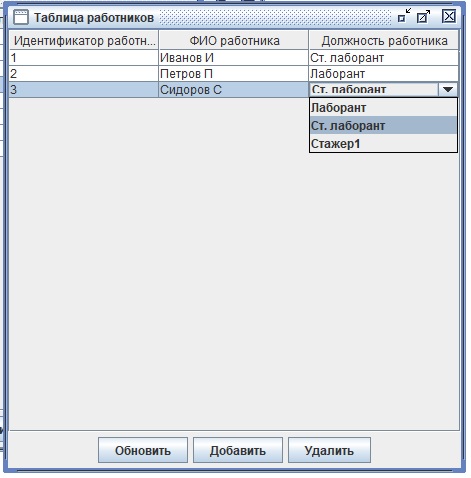 Таблица работников
Идентификатор работн... ФИО работника Должность работника
1 Иванов И Ст. лаборант
2 Петров П Лаборант
3 Сидоров С Ст. лаборант
Лаборант
Ст. лаборант
Стажер1
Обновить Добавить Удалить